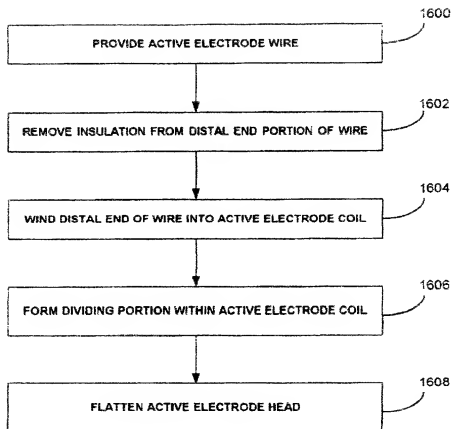 1600
PROVIDE ACTIVE ELECTRODE WIRE
1602
REMOVE INSULATION FROM DISTAL END PORTION OF WIRE
1604
WIND DISTAL END OF WIRE INTO ACTIVE ELECTRODE COIL
1606
FORM DIVIDING PORTION WITHIN ACTIVE ELECTRODE COIL
1608
FLATTEN ACTIVE ELECTRODE HEAD